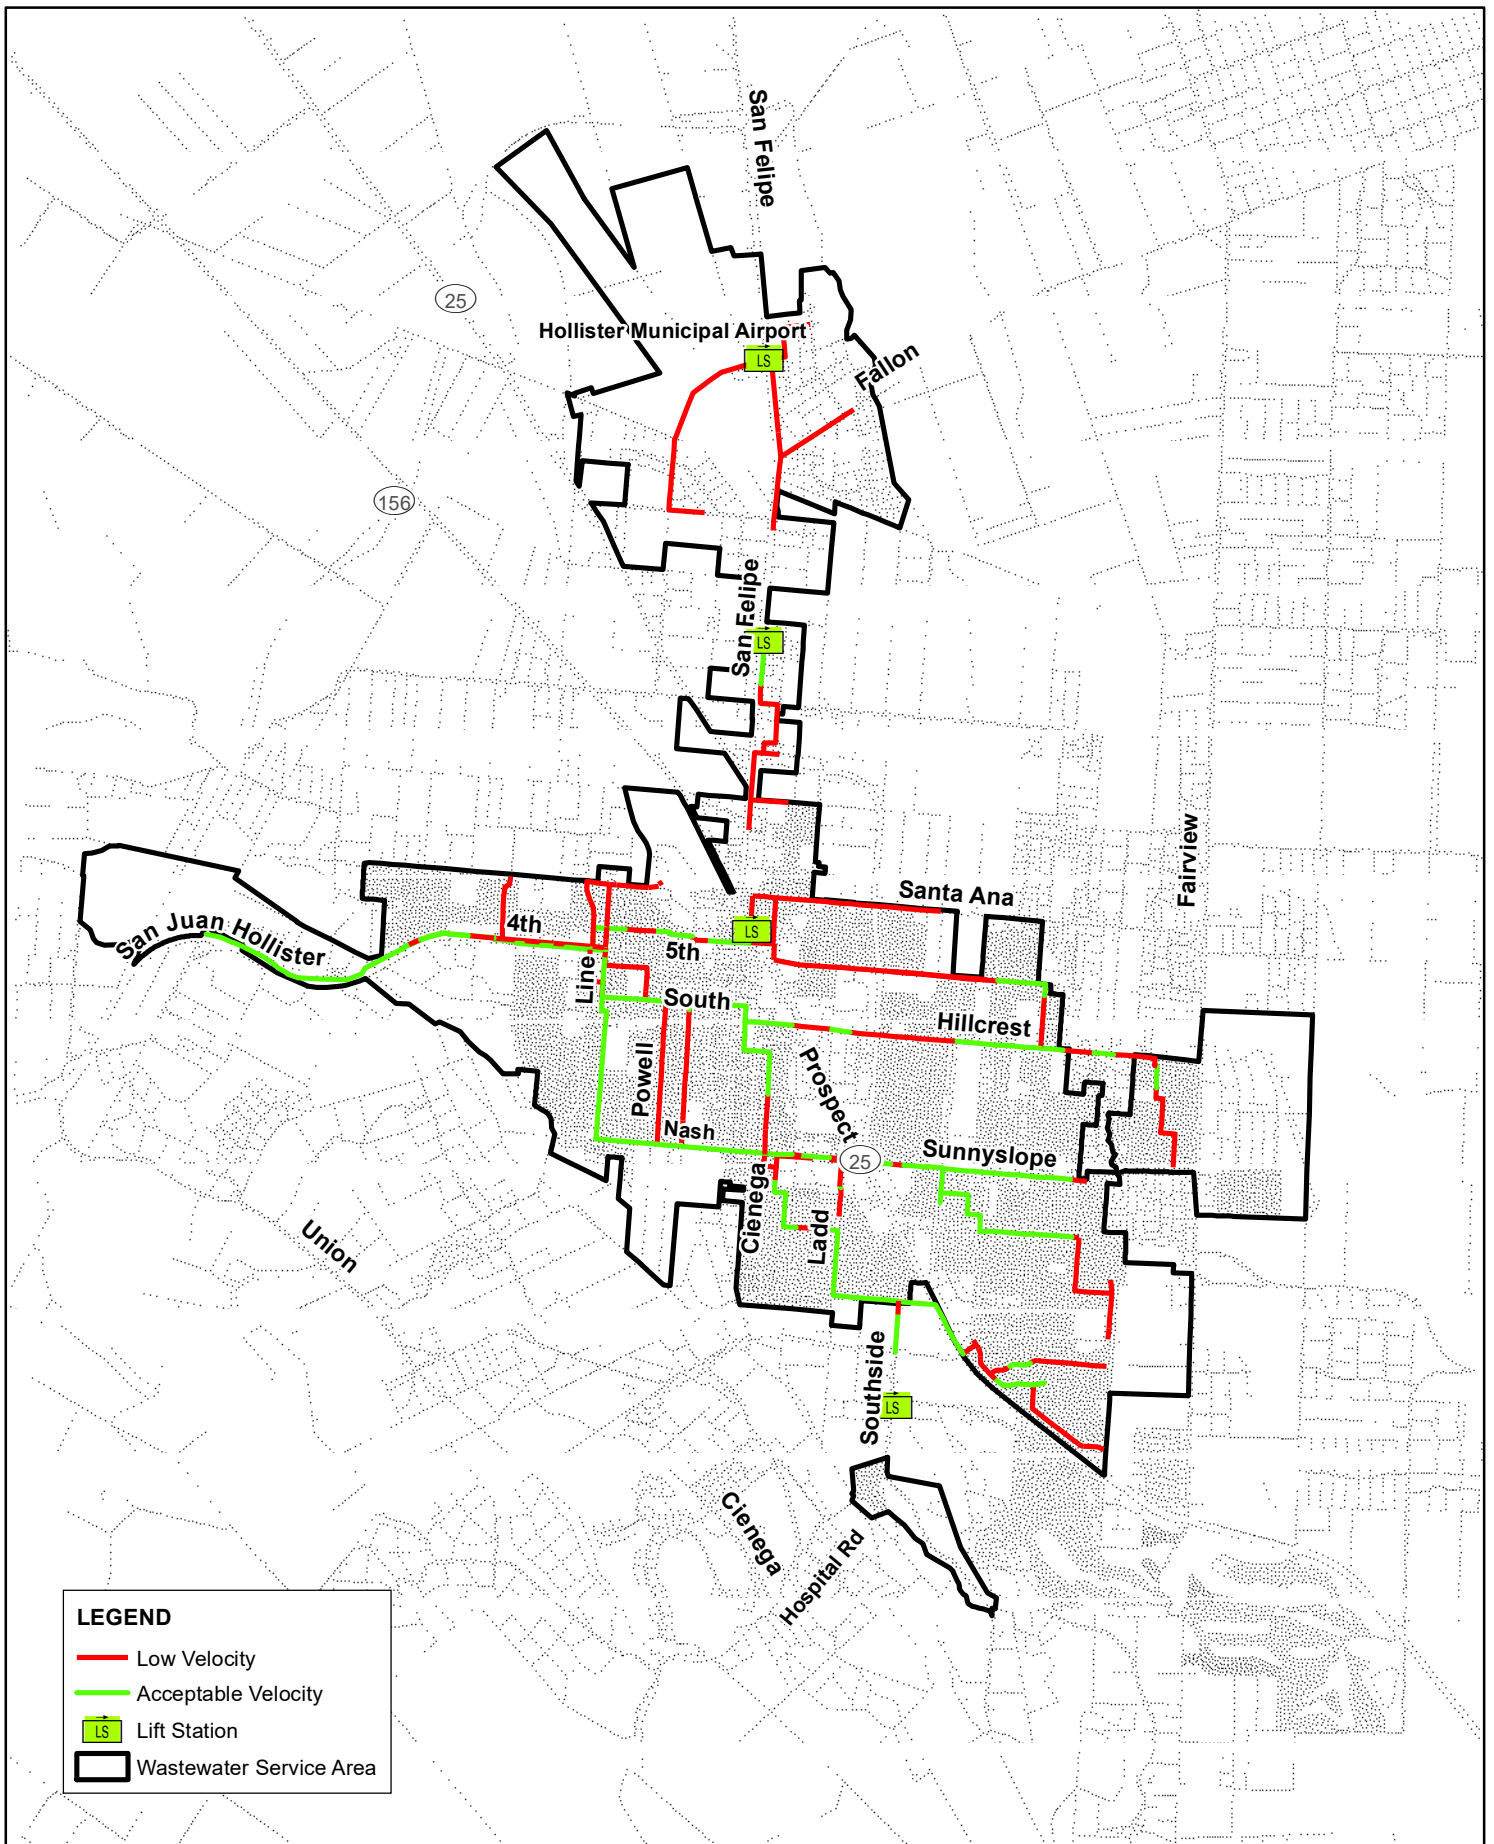 San Felipe
25
Hollister Municipal Airport
LS
Fallon
156
San Felipe
LS
Fairview
Santa Ana
San Juan Hollister
4th
LS
5th
Line
South
Hillcrest
Powell
Prospect
Nash
25
Sunnyslope
Cienega
Ladd
Union
Southside
LS
Cienega
Hospital Rd
LEGEND
Low Velocity
Acceptable Velocity
LS Lift Station
Wastewater Service Area